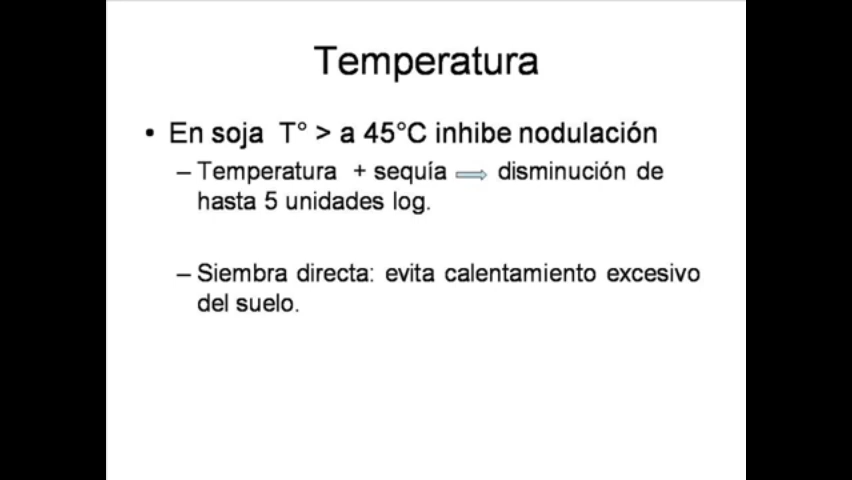 Temperatura
• En soja T° > a 45°C inhibe nodulación
– Temperatura + sequía ⇒ disminución de
hasta 5 unidades log.
– Siembra directa: evita calentamiento excesivo
del suelo.